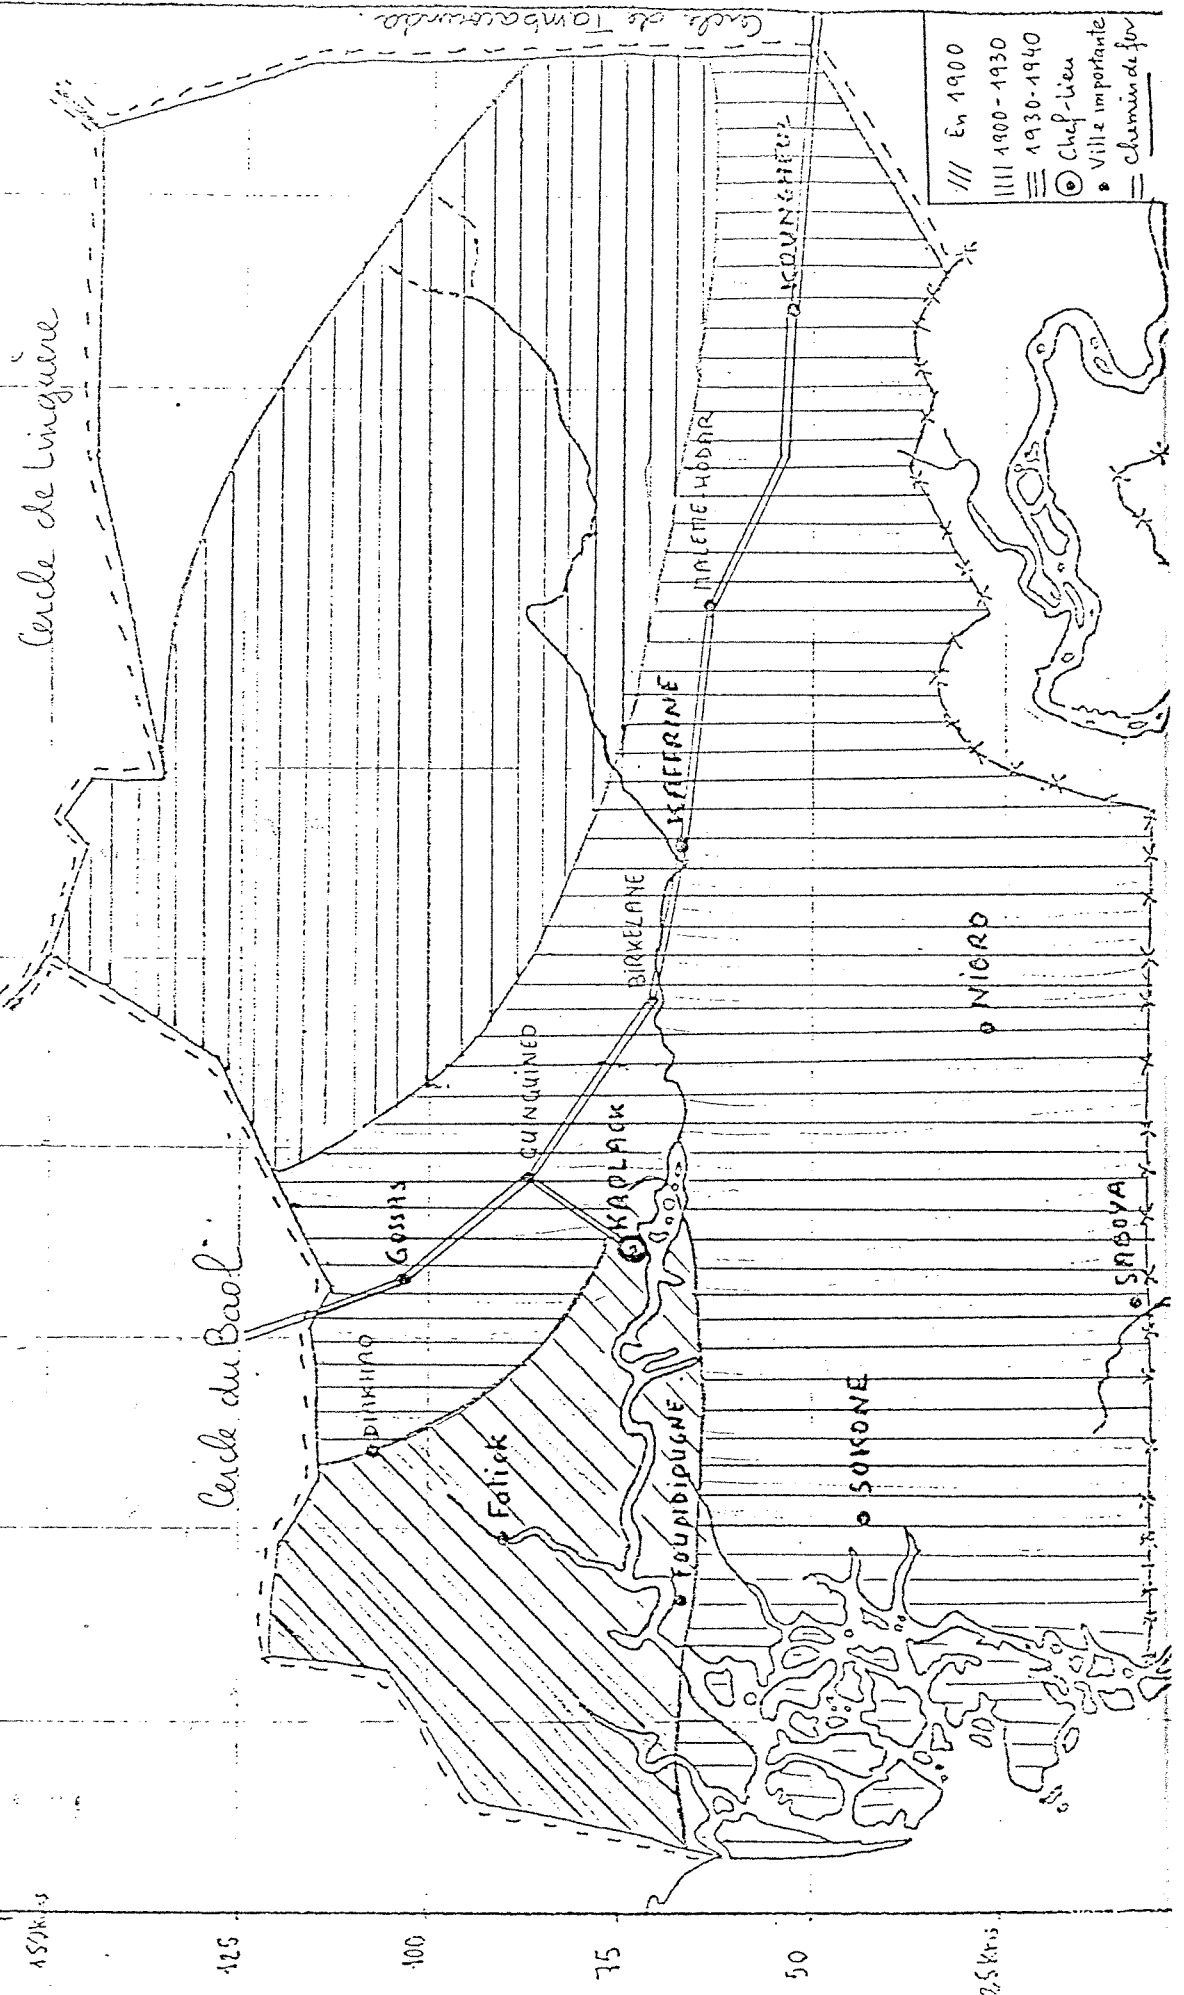 Cercle de Linguère
Cercle de Tambacounda.
Cercle du Baol
GOSSAS
GUINGUINEO
DIAKHAO
Fatick
KAOLACK
BIRKELANE
KAFFRINE
MALEME-HODAR
KOUNGHEUL
FOUNDIOUGNE
SOKONE
NIORO
SABOYA
150 kms
125
100
75
50
25 Kms
/// En 1900
|||| 1900-1930
1930-1940
Chef-lieu
Ville importante
chemin de fer